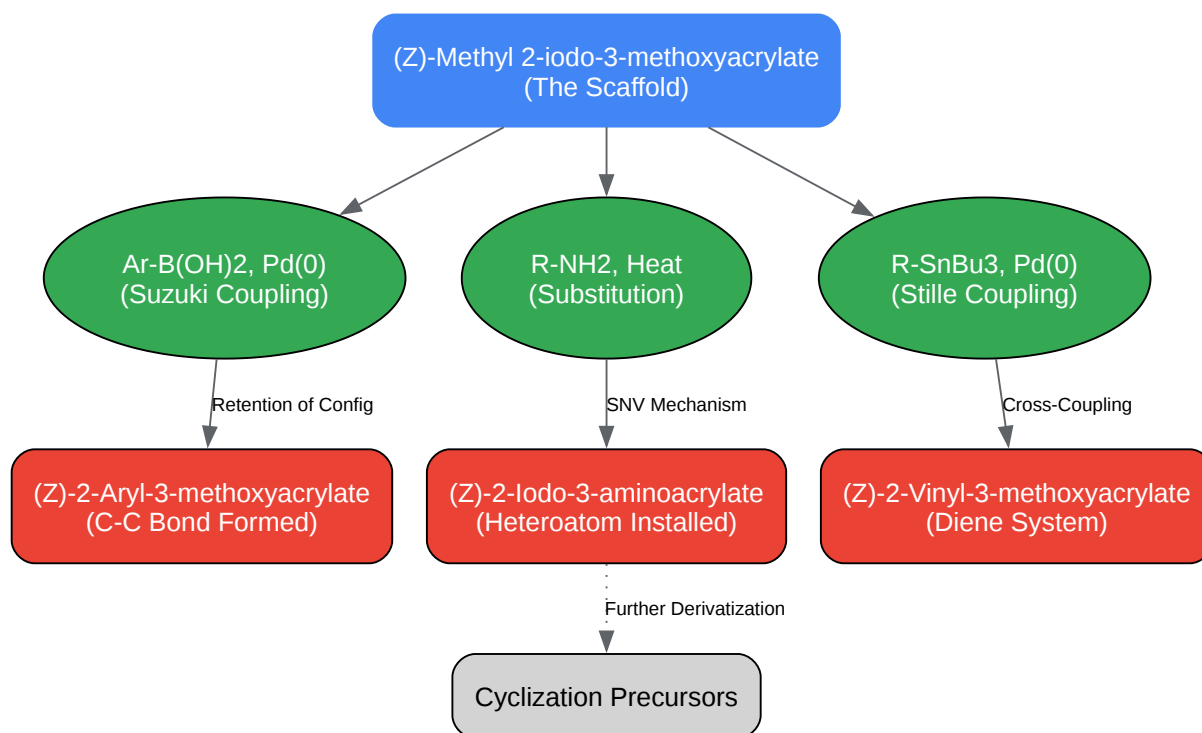 (Z)-Methyl 2-iodo-3-methoxyacrylate
(The Scaffold)
Ar-B(OH)2, Pd(0)
(Suzuki Coupling)
R-NH2, Heat
(Substitution)
R-SnBu3, Pd(0)
(Stille Coupling)
Retention of Config
SNV Mechanism
Cross-Coupling
(Z)-2-Aryl-3-methoxyacrylate
(C-C Bond Formed)
(Z)-2-Iodo-3-aminoacrylate
(Heteroatom Installed)
(Z)-2-Vinyl-3-methoxyacrylate
(Diene System)
Further Derivatization
Cyclization Precursors